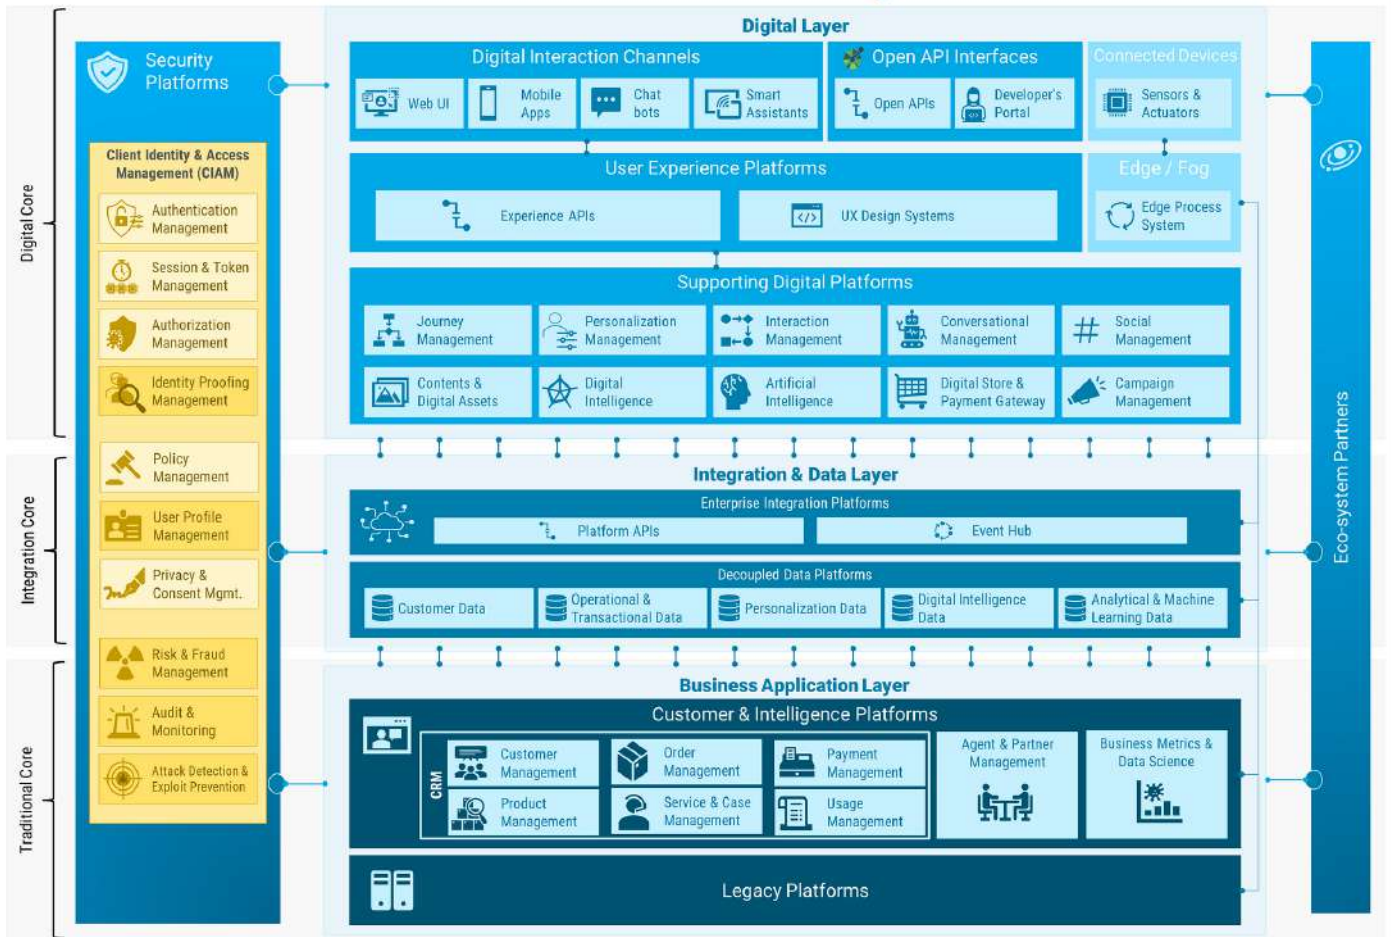 Digital Layer
Security
Platforms
Digital Interaction Channels
Web UI
Mobile
Apps
Chat
bots
Smart
Assistants
Open API Interfaces
Open APIs
Developer's
Portal
Connected Devices
Sensors &
Actuators
User Experience Platforms
Experience APIs
UX Design Systems
Edge / Fog
Edge Process
System
Supporting Digital Platforms
Journey
Management
Personalization
Management
Interaction
Management
Conversational
Management
Social
Management
Contents &
Digital Assets
Digital
Intelligence
Artificial
Intelligence
Digital Store &
Payment Gateway
Campaign
Management
Digital Core
Client Identity & Access
Management (CIAM)
Authentication
Management
Session & Token
Management
Authorization
Management
Identity Proofing
Management
Policy
Management
User Profile
Management
Privacy &
Consent Mgmt.
Risk & Fraud
Management
Audit &
Monitoring
Attack Detection &
Exploit Prevention
Integration Core
Integration & Data Layer
Enterprise Integration Platforms
Platform APIs
Event Hub
Decoupled Data Platforms
Customer Data
Operational &
Transactional Data
Personalization Data
Digital Intelligence
Data
Analytical & Machine
Learning Data
Traditional Core
Business Application Layer
Customer & Intelligence Platforms
CRM
Customer
Management
Order
Management
Payment
Management
Product
Management
Service & Case
Management
Usage
Management
Agent & Partner
Management
Business Metrics &
Data Science
Legacy Platforms
Eco-system Partners